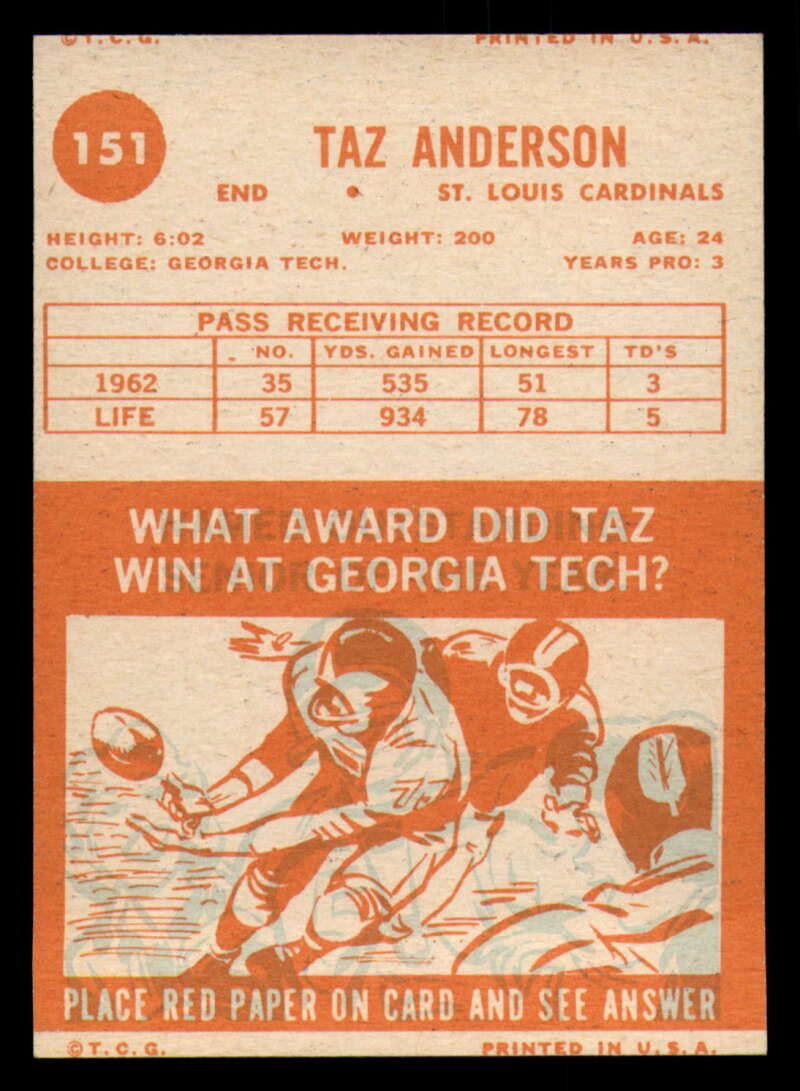 ©T.C.G. PRINTED IN U.S.A.
151
TAZ ANDERSON
END • ST. LOUIS CARDINALS
HEIGHT: 6:02 WEIGHT: 200 AGE: 24
COLLEGE: GEORGIA TECH. YEARS PRO: 3
PASS RECEIVING RECORD
NO. YDS. GAINED LONGEST TD'S
1962 35 535 51 3
LIFE 57 934 78 5
WHAT AWARD DID TAZ
WIN AT GEORGIA TECH?
PLACE RED PAPER ON CARD AND SEE ANSWER
©T.C.G. PRINTED IN U.S.A.